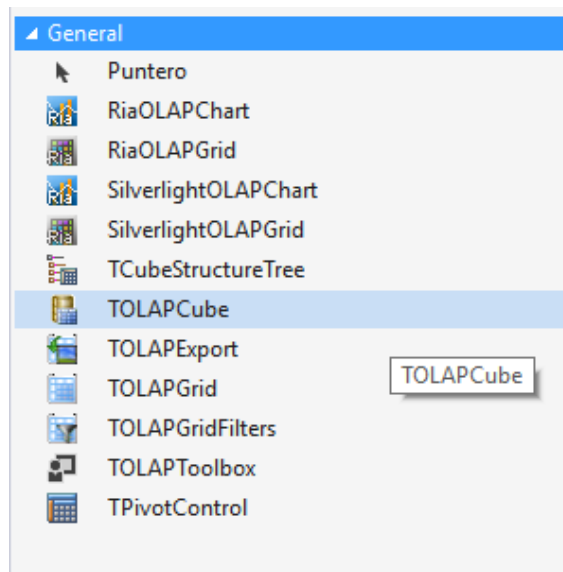 General
Puntero
RiaOLAPChart
RiaOLAPGrid
SilverlightOLAPChart
SilverlightOLAPGrid
TCubeStructureTree
TOLAPCube
TOLAPExport
TOLAPCube
TOLAPGrid
TOLAPGridFilters
TOLAPToolbox
TPivotControl